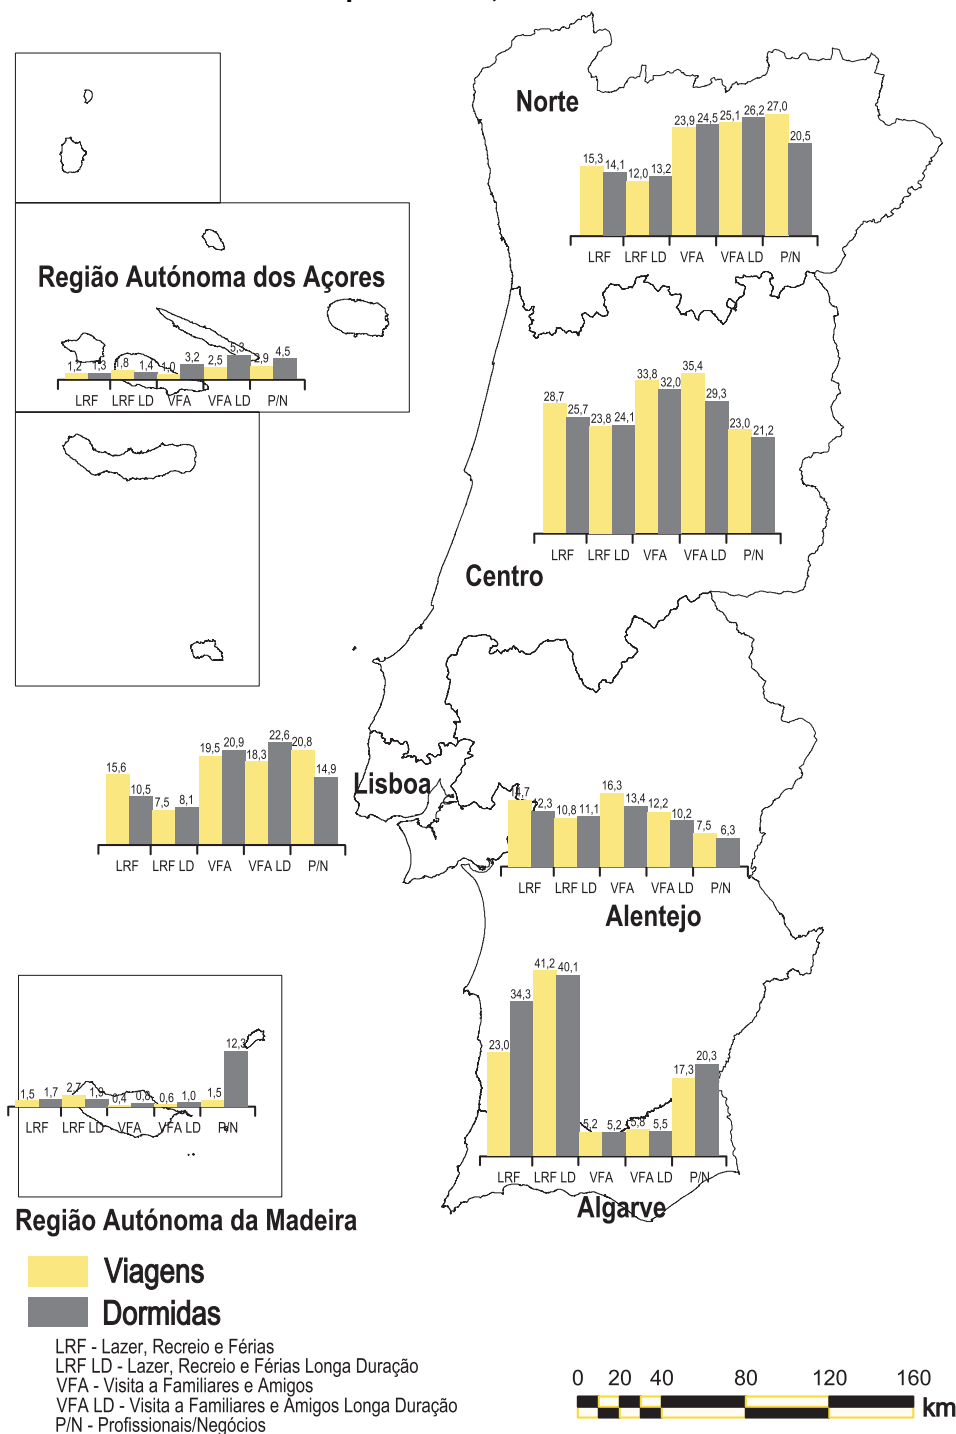 Norte
15,3 14,1 12,0 13,2 23,9 24,5 25,1 26,2 27,0 20,5
LRF LRF LD VFA VFA LD P/N
Região Autónoma dos Açores
1,2 1,3 1,8 1,4 1,0 3,2 2,5 5,3 2,9 4,5
LRF LRF LD VFA VFA LD P/N
28,7 25,7 23,8 24,1 33,8 32,0 35,4 29,3 23,0 21,2
LRF LRF LD VFA VFA LD P/N
Centro
15,6 10,5 7,5 8,1 19,5 20,9 18,3 22,6 20,8 14,9
LRF LRF LD VFA VFA LD P/N
Lisboa
14,7 12,3 10,8 11,1 16,3 13,4 12,2 10,2 7,5 6,3
LRF LRF LD VFA VFA LD P/N
Alentejo
23,0 34,3 41,2 40,1 5,2 5,2 5,8 5,5 17,3 20,3
LRF LRF LD VFA VFA LD P/N
Algarve
1,5 1,7 2,7 1,9 0,4 0,8 0,6 1,0 1,5 12,3
LRF LRF LD VFA VFA LD P/N
Região Autónoma da Madeira
Viagens
Dormidas
LRF - Lazer, Recreio e Férias
LRF LD - Lazer, Recreio e Férias Longa Duração
VFA - Visita a Familiares e Amigos
VFA LD - Visita a Familiares e Amigos Longa Duração
P/N - Profissionais/Negócios
0 20 40 80 120 160
km